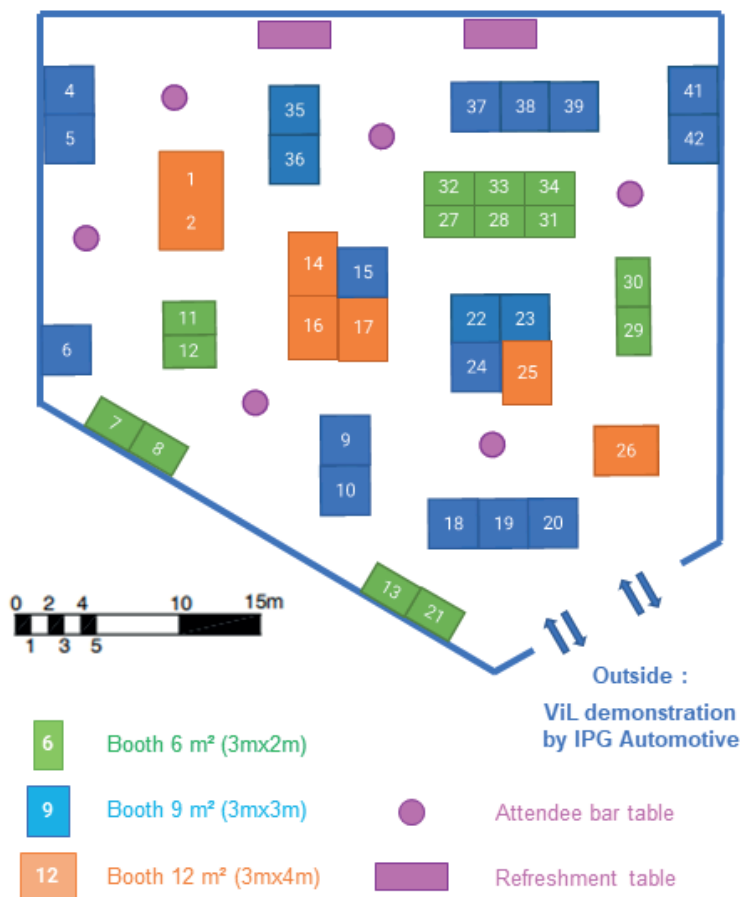 4
5
35
36
37 38 39
41
42
1
2
32 33 34
27 28 31
14
15
16
17
30
29
11
12
6
22 23
24
25
7
8
9
10
26
18 19 20
13
21
0 2 4 10 15m
1 3 5
Outside :
ViL demonstration
by IPG Automotive
6 Booth 6 m² (3mx2m)
9 Booth 9 m² (3mx3m)
Attendee bar table
12 Booth 12 m² (3mx4m)
Refreshment table